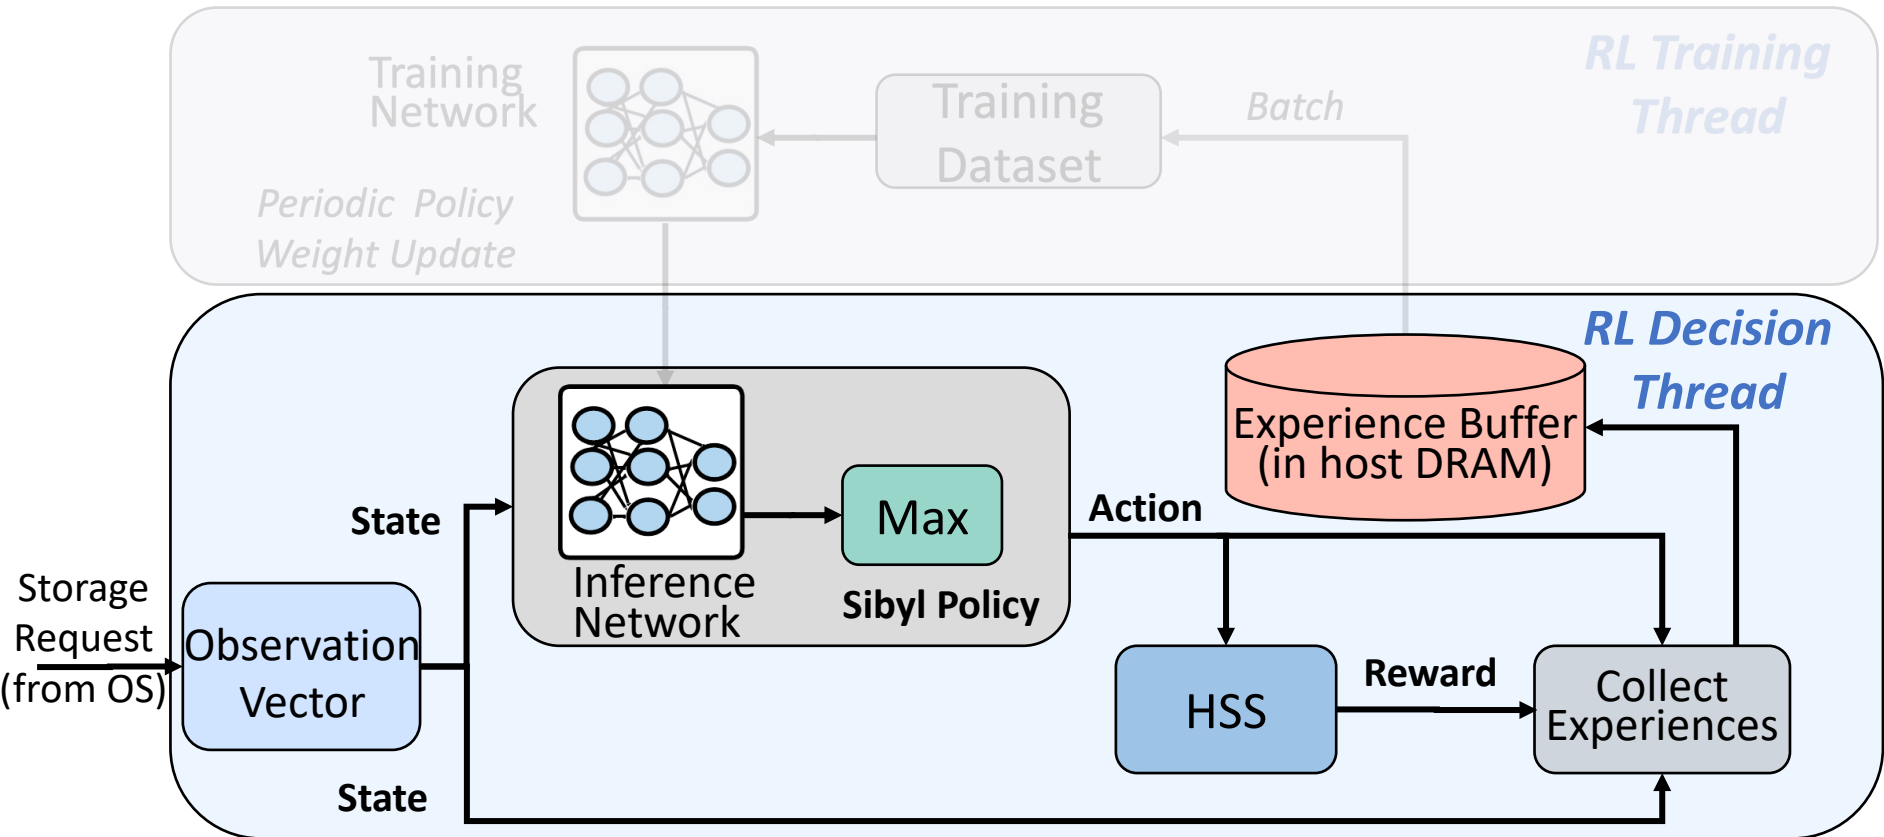 RL Training
Thread
Training
Network
Training
Dataset
Batch
Periodic Policy
Weight Update
RL Decision
Thread
Experience Buffer
(in host DRAM)
State
Max
Action
Inference
Network
Sibyl Policy
Storage
Request
(from OS)
Observation
Vector
HSS
Reward
Collect
Experiences
State